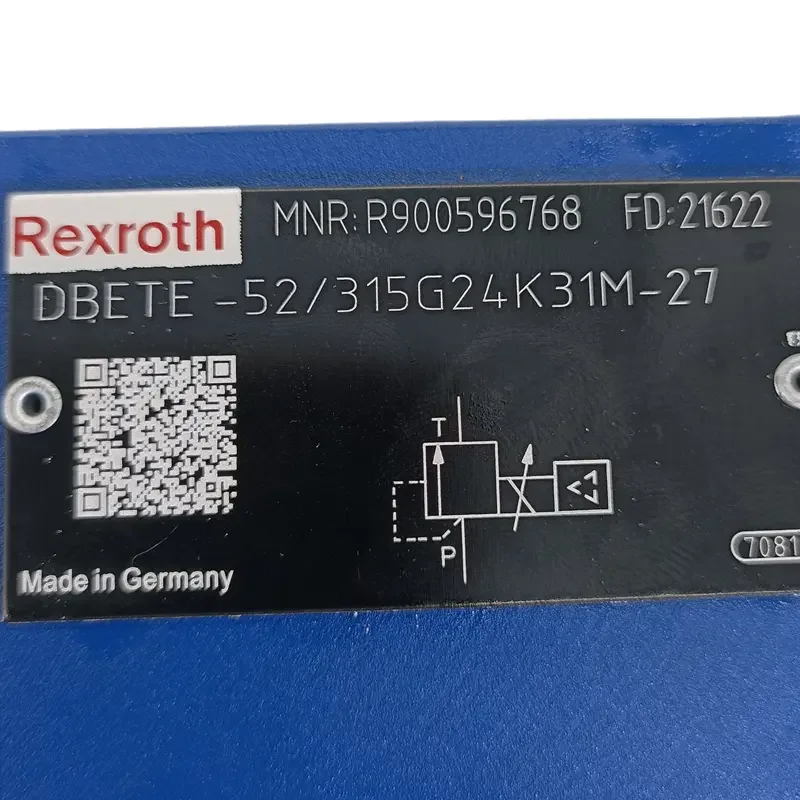 Rexroth
MNR: R900596768 FD: 21622
DBETE -52/315G24K31M-27
T
P
Made in Germany
7081